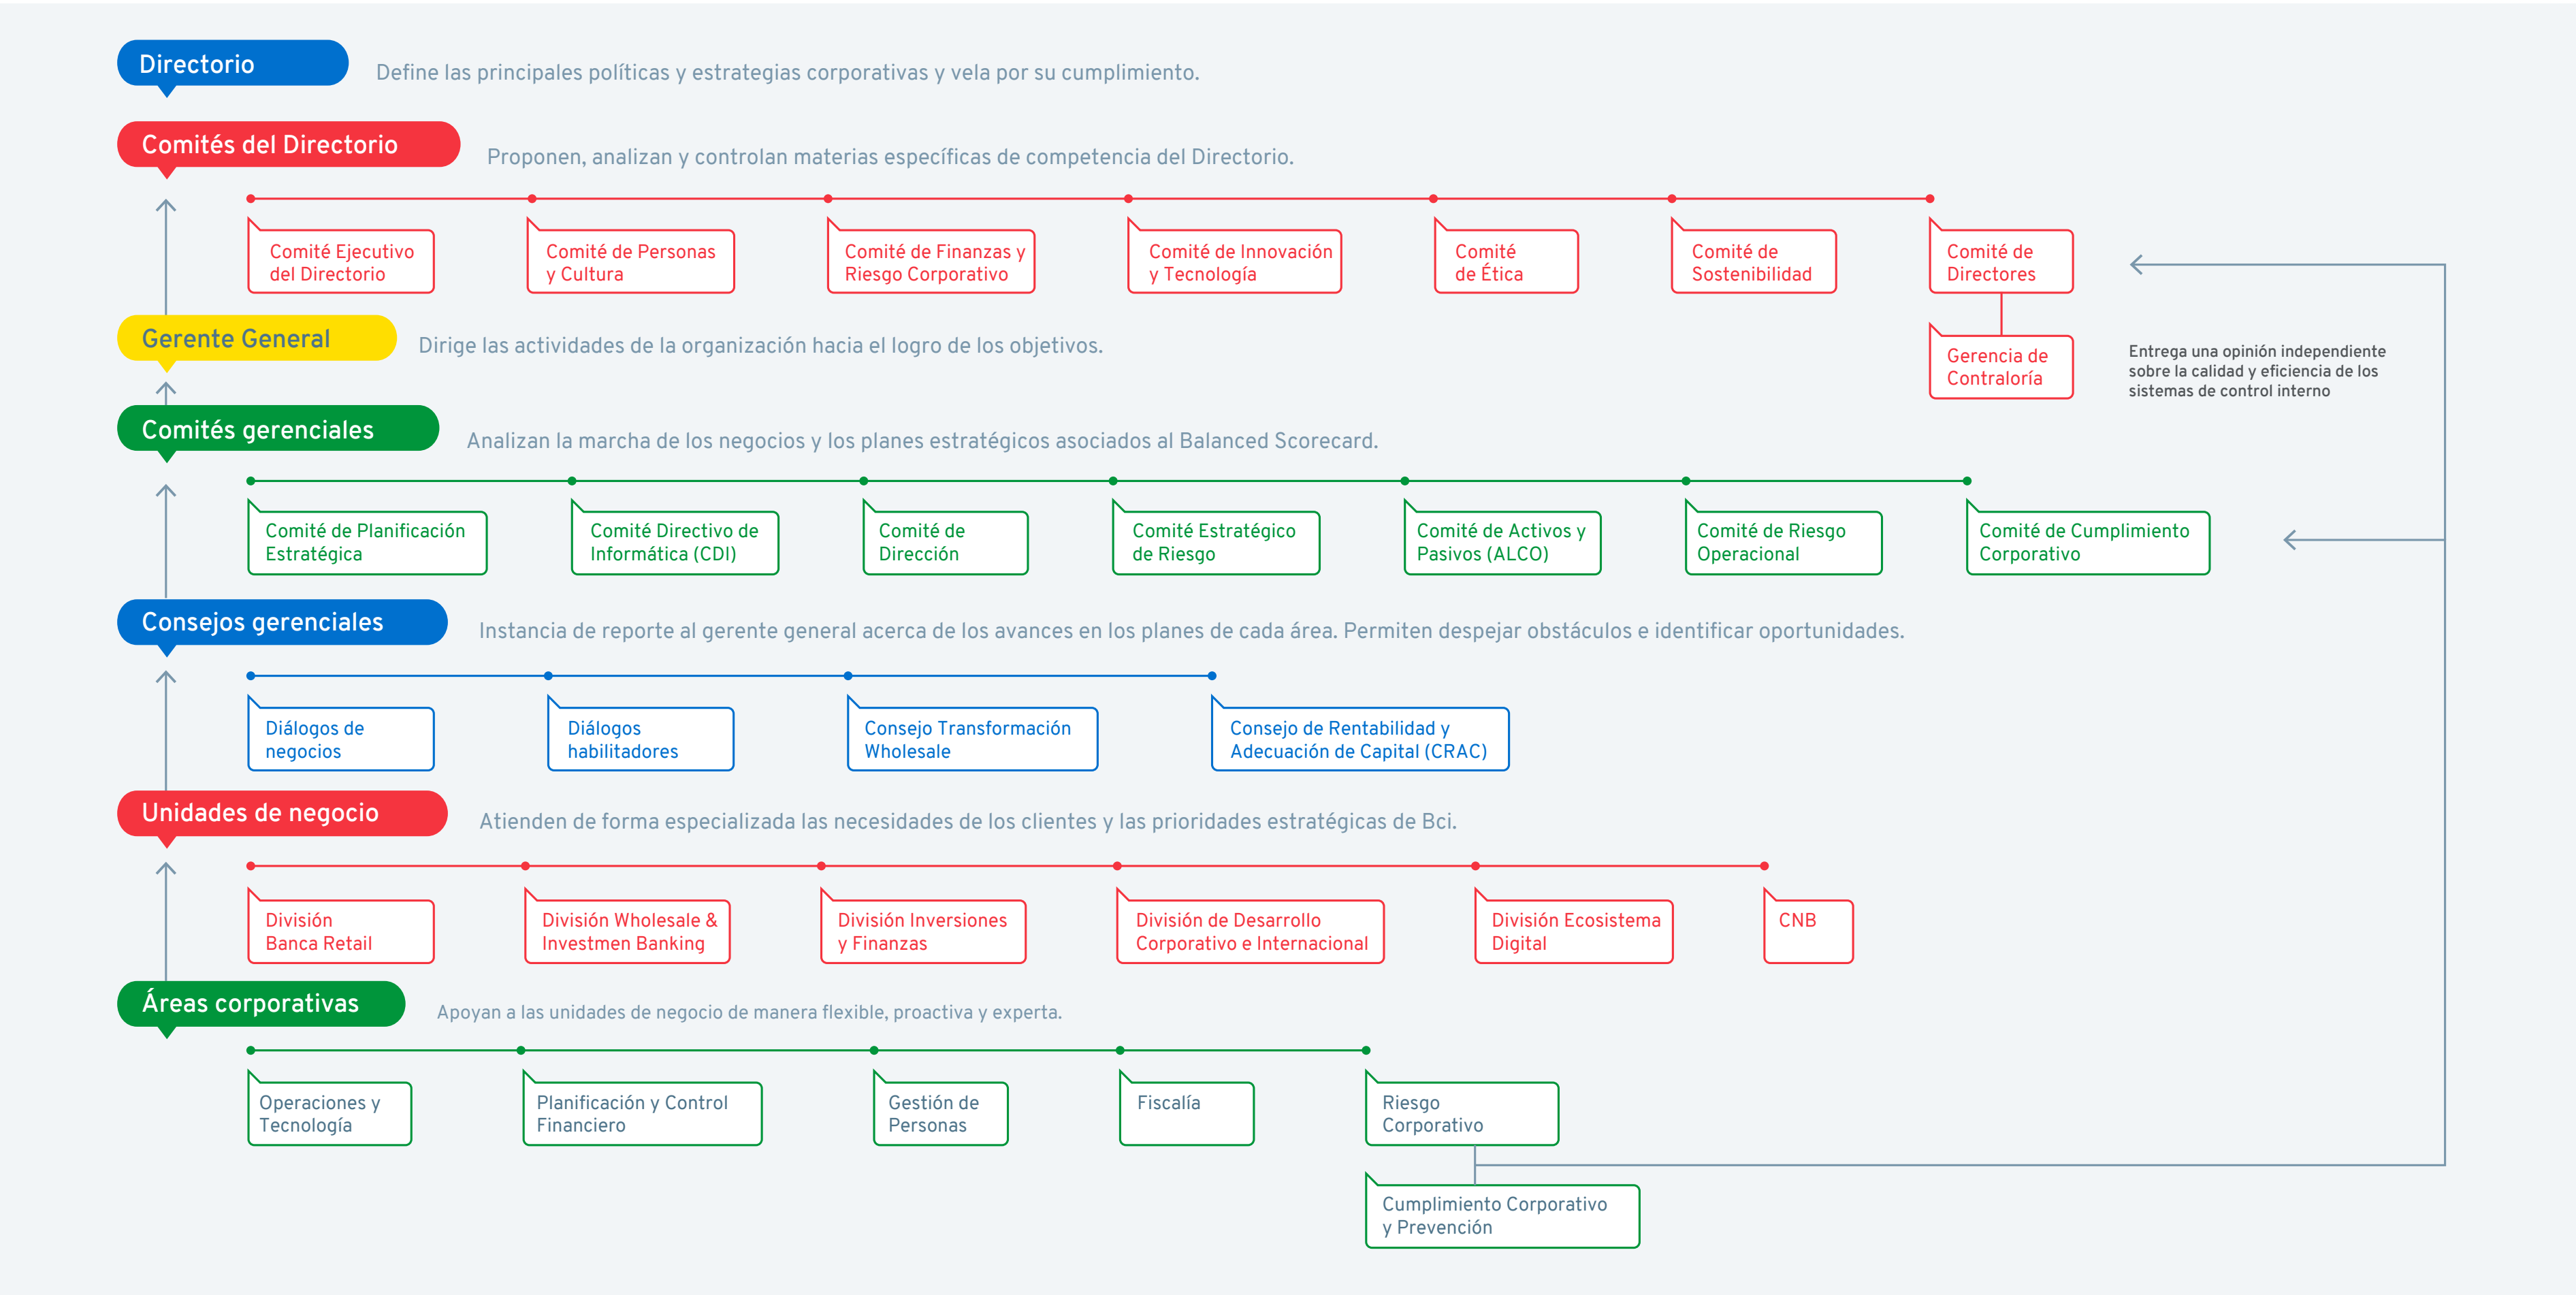 Directorio
Define las principales políticas y estrategias corporativas y vela por su cumplimiento.
Comités del Directorio
Proponen, analizan y controlan materias específicas de competencia del Directorio.
Comité Ejecutivo
del Directorio
Comité de Personas
y Cultura
Comité de Finanzas y
Riesgo Corporativo
Comité de Innovación
y Tecnología
Comité
de Ética
Comité de
Sostenibilidad
Comité de
Directores
Gerencia de
Contraloría
Entrega una opinión independiente
sobre la calidad y eficiencia de los
sistemas de control interno
Gerente General
Dirige las actividades de la organización hacia el logro de los objetivos.
Comités gerenciales
Analizan la marcha de los negocios y los planes estratégicos asociados al Balanced Scorecard.
Comité de Planificación
Estratégica
Comité Directivo de
Informática (CDI)
Comité de
Dirección
Comité Estratégico
de Riesgo
Comité de Activos y
Pasivos (ALCO)
Comité de Riesgo
Operacional
Comité de Cumplimiento
Corporativo
Consejos gerenciales
Instancia de reporte al gerente general acerca de los avances en los planes de cada área. Permiten despejar obstáculos e identificar oportunidades.
Diálogos de
negocios
Diálogos
habilitadores
Consejo Transformación
Wholesale
Consejo de Rentabilidad y
Adecuación de Capital (CRAC)
Unidades de negocio
Atienden de forma especializada las necesidades de los clientes y las prioridades estratégicas de Bci.
División
Banca Retail
División Wholesale &
Investmen Banking
División Inversiones
y Finanzas
División de Desarrollo
Corporativo e Internacional
División Ecosistema
Digital
CNB
Áreas corporativas
Apoyan a las unidades de negocio de manera flexible, proactiva y experta.
Operaciones y
Tecnología
Planificación y Control
Financiero
Gestión de
Personas
Fiscalía
Riesgo
Corporativo
Cumplimiento Corporativo
y Prevención